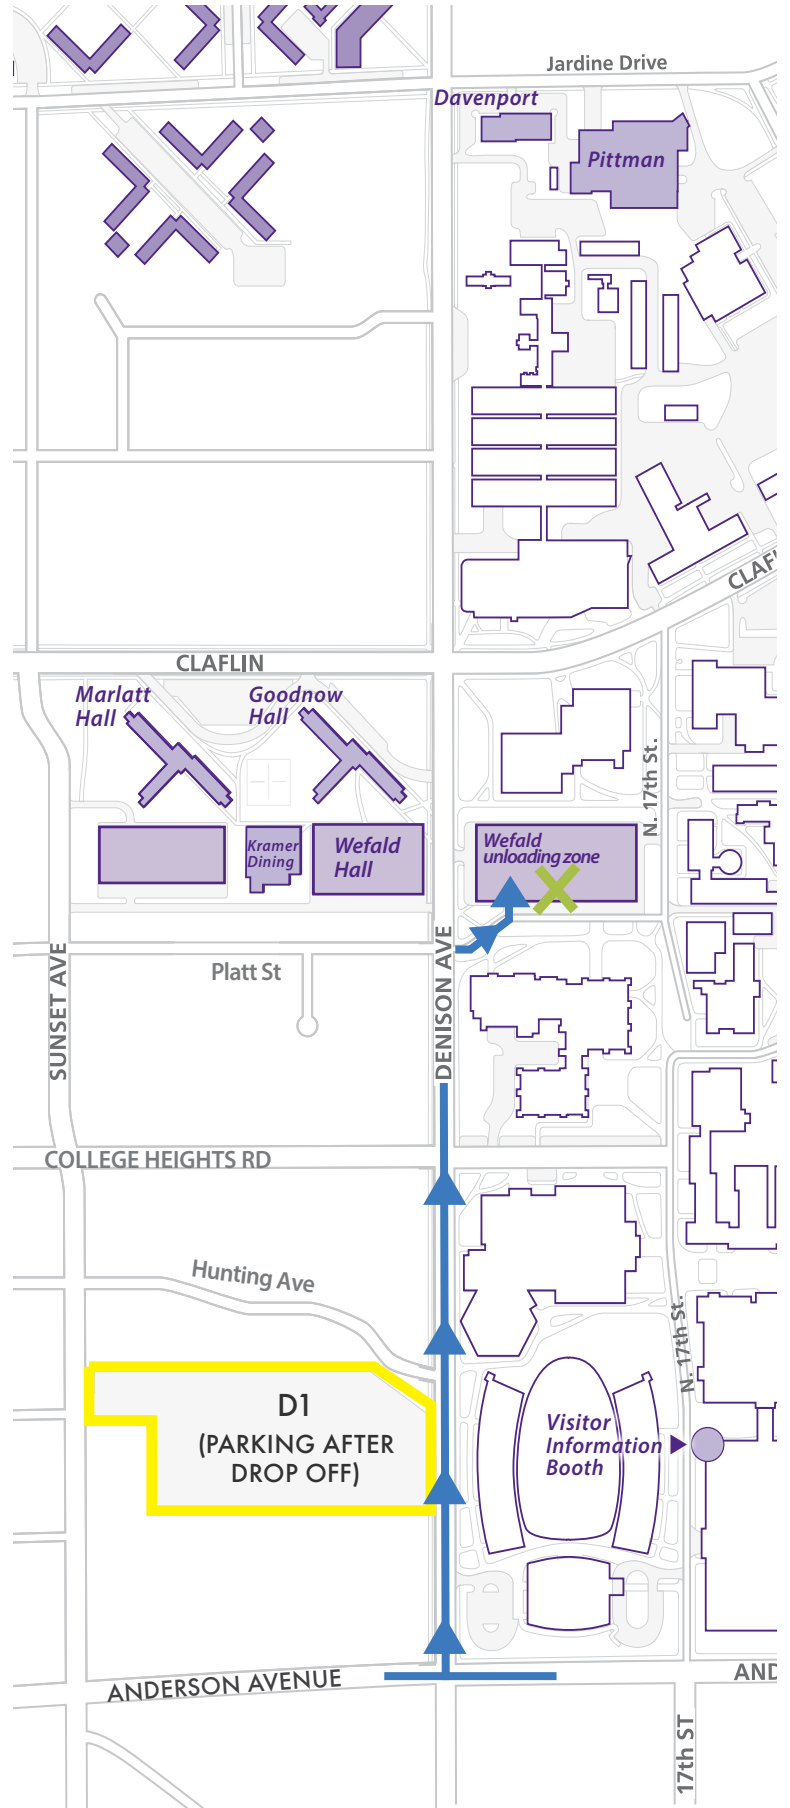 Jardine Drive
Davenport
Pittman
CLAFL
CLAFLIN
Marlatt
Hall
Goodnow
Hall
N. 17th St.
Kramer
Dining
Wefald
Hall
Wefald
unloading zone
SUNSET AVE
Platt St
DENISON AVE
COLLEGE HEIGHTS RD
Hunting Ave
N. 17th St.
D1
(PARKING AFTER
DROP OFF)
Visitor
Information
Booth
ANDERSON AVENUE
AND
17th ST